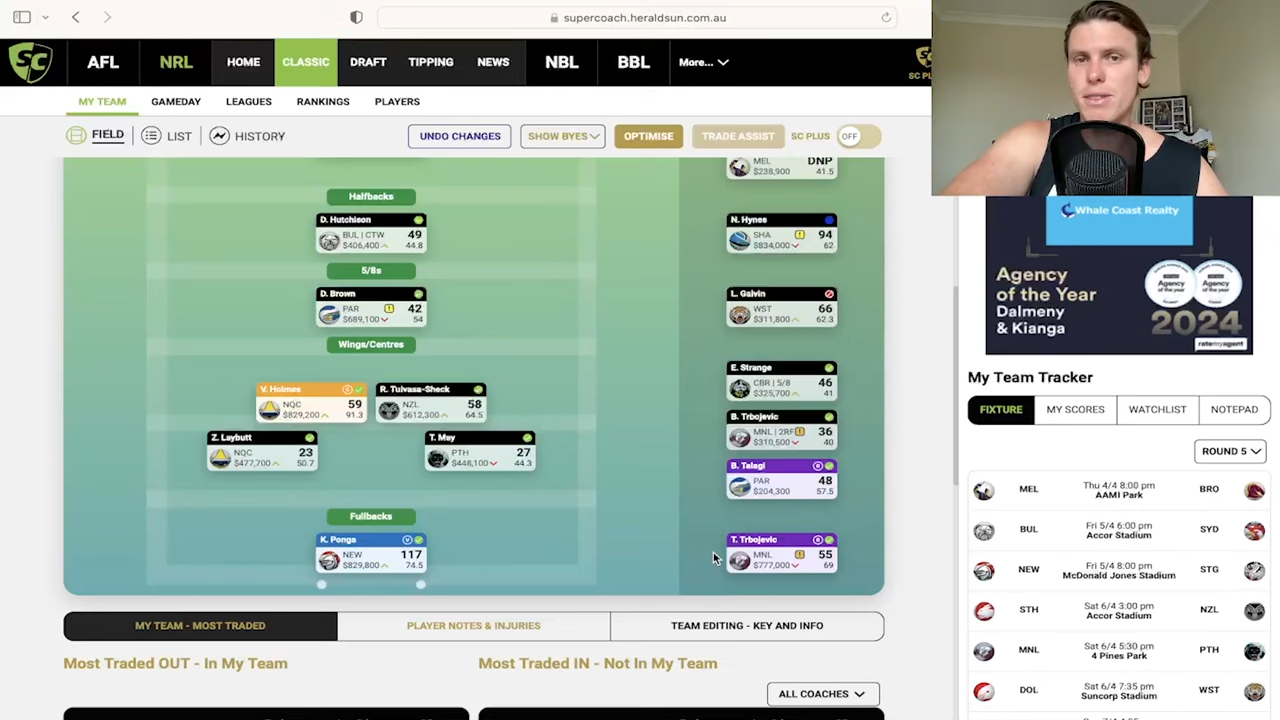 supercoach.heraldsun.com.au
SC
AFL
NRL
HOME
CLASSIC
DRAFT
TIPPING
NEWS
NBL
BBL
More...
MY TEAM
GAMEDAY
LEAGUES
RANKINGS
PLAYERS
FIELD
LIST
HISTORY
UNDO CHANGES
SHOW BYES
OPTIMISE
TRADE ASSIST
SC PLUS
OFF
MEL DNP
$238,900 41.5
Halfbacks
D. Hutchison
BUL | CTW 49
$406,400 44.8
N. Hynes
SHA 94
$834,000 62
5/8s
D. Brown
PAR 42
$689,100 54
L. Galvin
WST 66
$311,800 62.3
Wings/Centres
V. Holmes
NQC 59
$829,200 91.3
R. Tuivasa-Sheck
NZL 58
$612,300 64.5
E. Strange
CBR | 5/8 46
$325,700 41
B. Trbojevic
MNL | 2RF 36
$310,500 40
Z. Laybutt
NQC 23
$477,700 50.7
T. May
PTH 27
$448,100 44.3
B. Talagi
PAR 48
$204,300 57.5
Fullbacks
K. Ponga
NEW 117
$829,800 74.5
T. Trbojevic
MNL 55
$777,000 69
MY TEAM - MOST TRADED
PLAYER NOTES & INJURIES
TEAM EDITING - KEY AND INFO
Most Traded OUT - In My Team
Most Traded IN - Not In My Team
ALL COACHES
Whale Coast Realty
Agency
of the Year
Dalmeny
& Kianga
2024
ratemyagent
My Team Tracker
FIXTURE
MY SCORES
WATCHLIST
NOTEPAD
ROUND 5
MEL Thu 4/4 8:00 pm BRO
AAMI Park
BUL Fri 5/4 6:00 pm SYD
Accor Stadium
NEW Fri 5/4 8:00 pm STG
McDonald Jones Stadium
STH Sat 6/4 3:00 pm NZL
Accor Stadium
MNL Sat 6/4 5:30 pm PTH
4 Pines Park
DOL Sat 6/4 7:35 pm WST
Suncorp Stadium